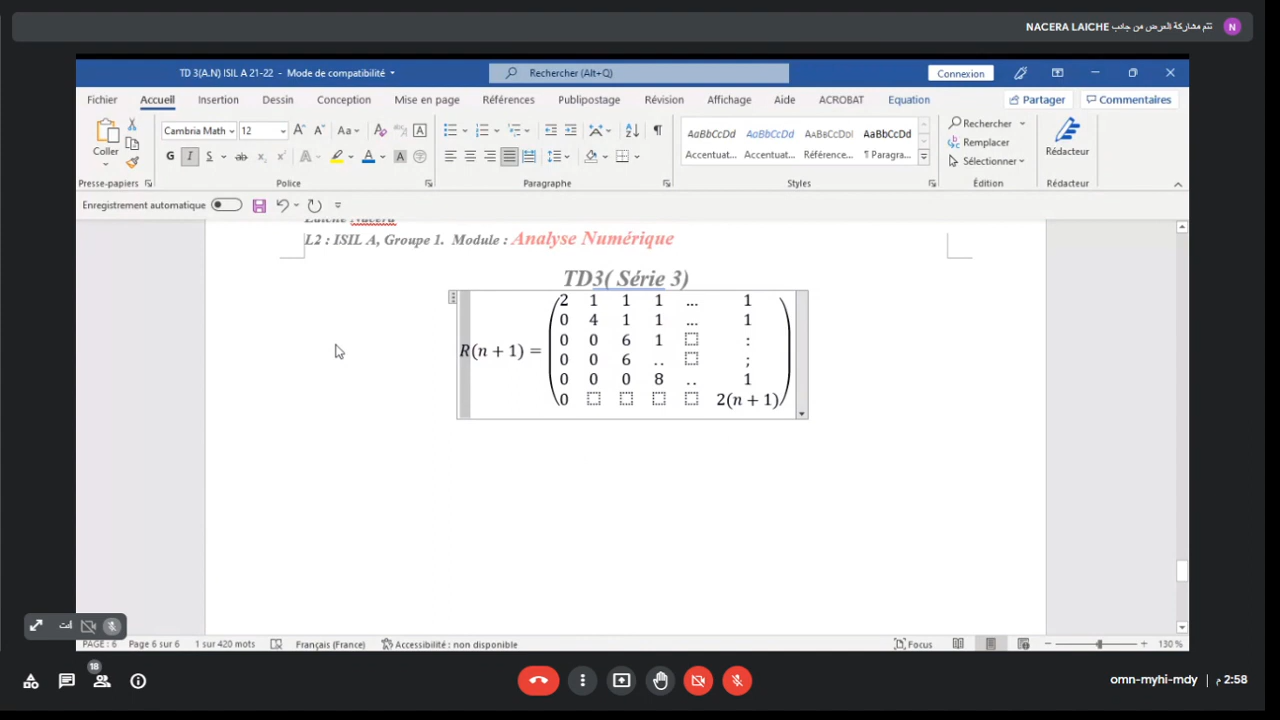 تتم مشاركة العرض من جانب NACERA LAICHE
N
TD 3(A.N) ISIL A 21-22 - Mode de compatibilité
Rechercher (Alt+Q)
Connexion
Fichier Accueil Insertion Dessin Conception Mise en page Références Publipostage Révision Affichage Aide ACROBAT Equation Partager Commentaires
Coller
Cambria Math 12
G I S
AaBbCcDd AaBbCcDd AaBbCcDd AaBbCcDd
Accentuat... Accentuat... Référence... ¶ Paragra...
Rechercher
Remplacer
Sélectionner
Rédacteur
Presse-papiers Police Paragraphe Styles Édition Rédacteur
Enregistrement automatique
Laiche Nacera
L2 : ISIL A, Groupe 1. Module : Analyse Numérique
TD3( Série 3)
R(n + 1) =
2 1 1 1 ... 1
0 4 1 1 ... 1
0 0 6 1 :
0 0 6 .. ;
0 0 0 8 .. 1
0 2(n + 1)
انت
PAGE : 6 Page 6 sur 6 1 sur 420 mots Français (France) Accessibilité : non disponible Focus 130 %
18
omn-myhi-mdy | 2:58 م